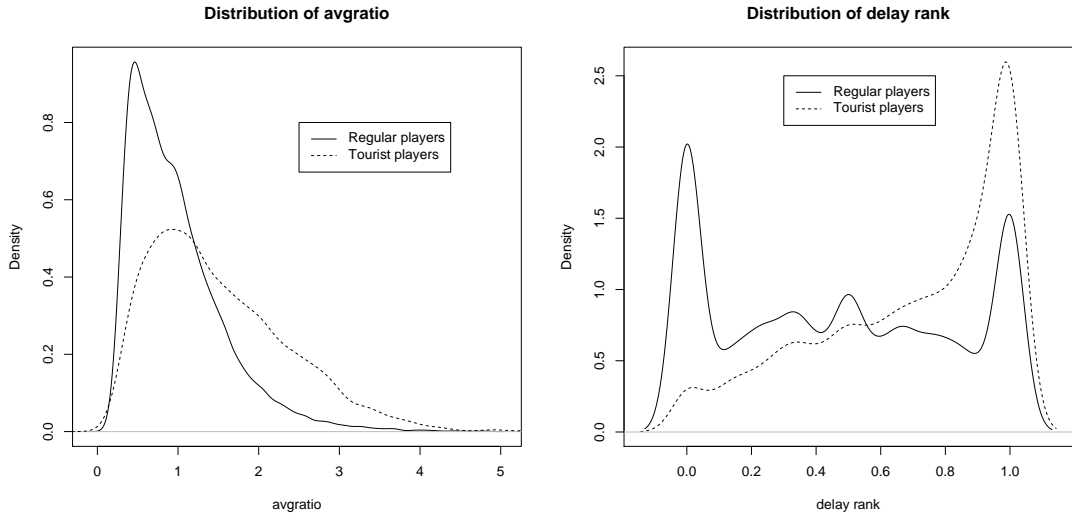 Distribution of avgratio
Density
0.0 0.2 0.4 0.6 0.8
Regular players
Tourist players
0 1 2 3 4 5
avgratio
Distribution of delay rank
Density
0.0 0.5 1.0 1.5 2.0 2.5
Regular players
Tourist players
0.0 0.2 0.4 0.6 0.8 1.0
delay rank